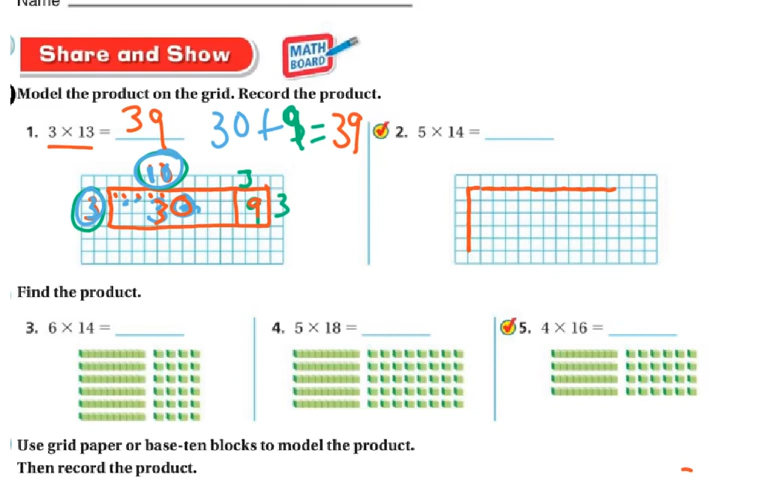 Name
Share and Show
MATH BOARD
Model the product on the grid. Record the product.
1. 3 × 13 = 39
30 + 9 = 39
2. 5 × 14 =
10
3
3 30 9 3
Find the product.
3. 6 × 14 =
4. 5 × 18 =
5. 4 × 16 =
Use grid paper or base-ten blocks to model the product.
Then record the product.